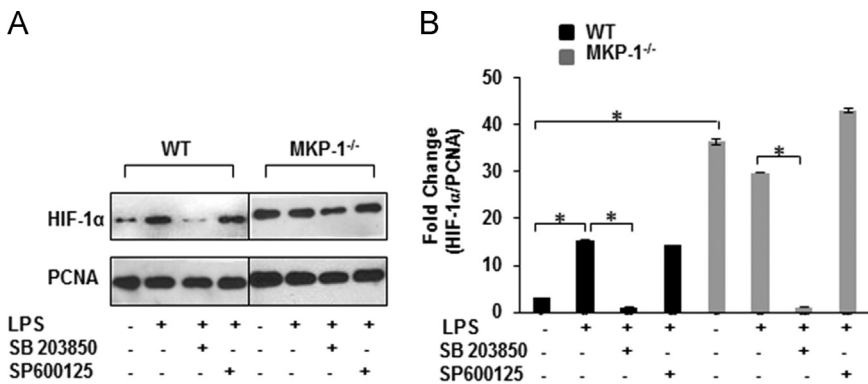 A
WT MKP-1-/-
HIF-1α
PCNA
LPS - + + + - + + +
SB 203850 - - + - - - + -
SP600125 - - - + - - - +
B
WT
MKP-1-/-
Fold Change
(HIF-1α/PCNA)
50
40
30
20
10
0
* * * *
LPS - + + + - + + +
SB 203850 - - + - - - + -
SP600125 - - - + - - - +